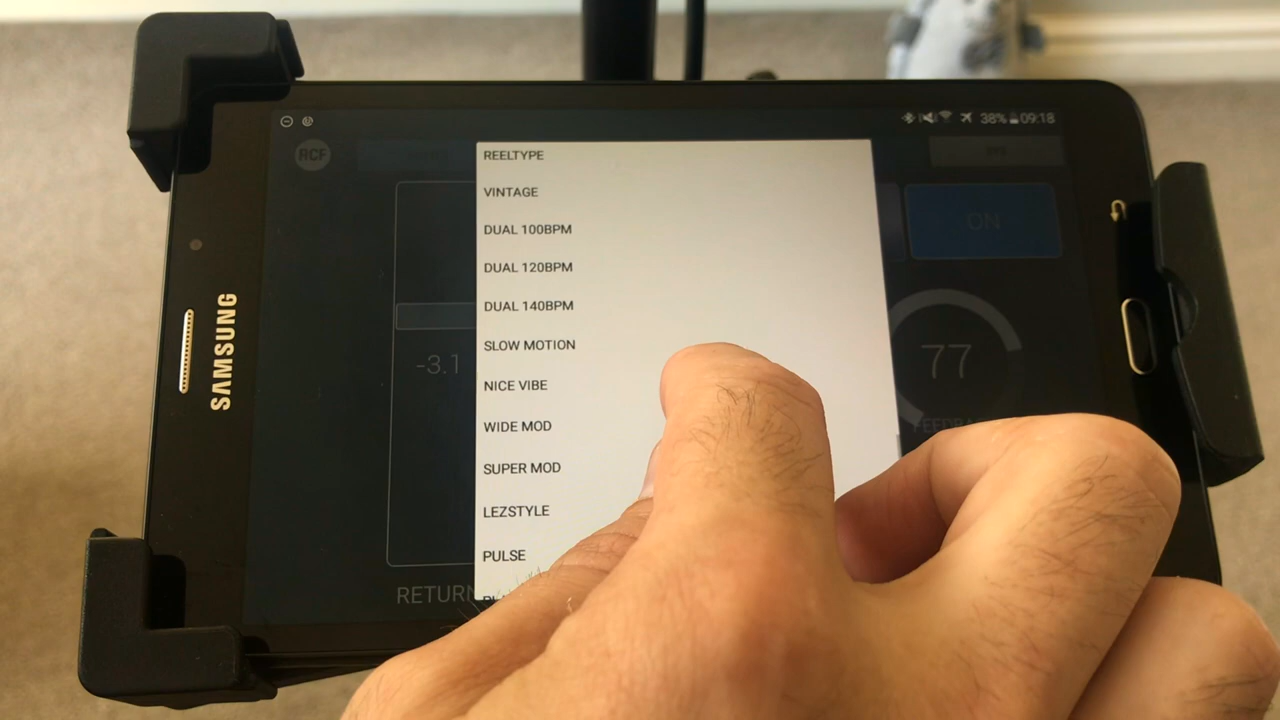 38% 09:18
RCF
REELTYPE
VINTAGE
DUAL 100BPM
DUAL 120BPM
DUAL 140BPM
SLOW MOTION
NICE VIBE
WIDE MOD
SUPER MOD
LEZSTYLE
PULSE
ON
-3.1
77
RETURN
SAMSUNG